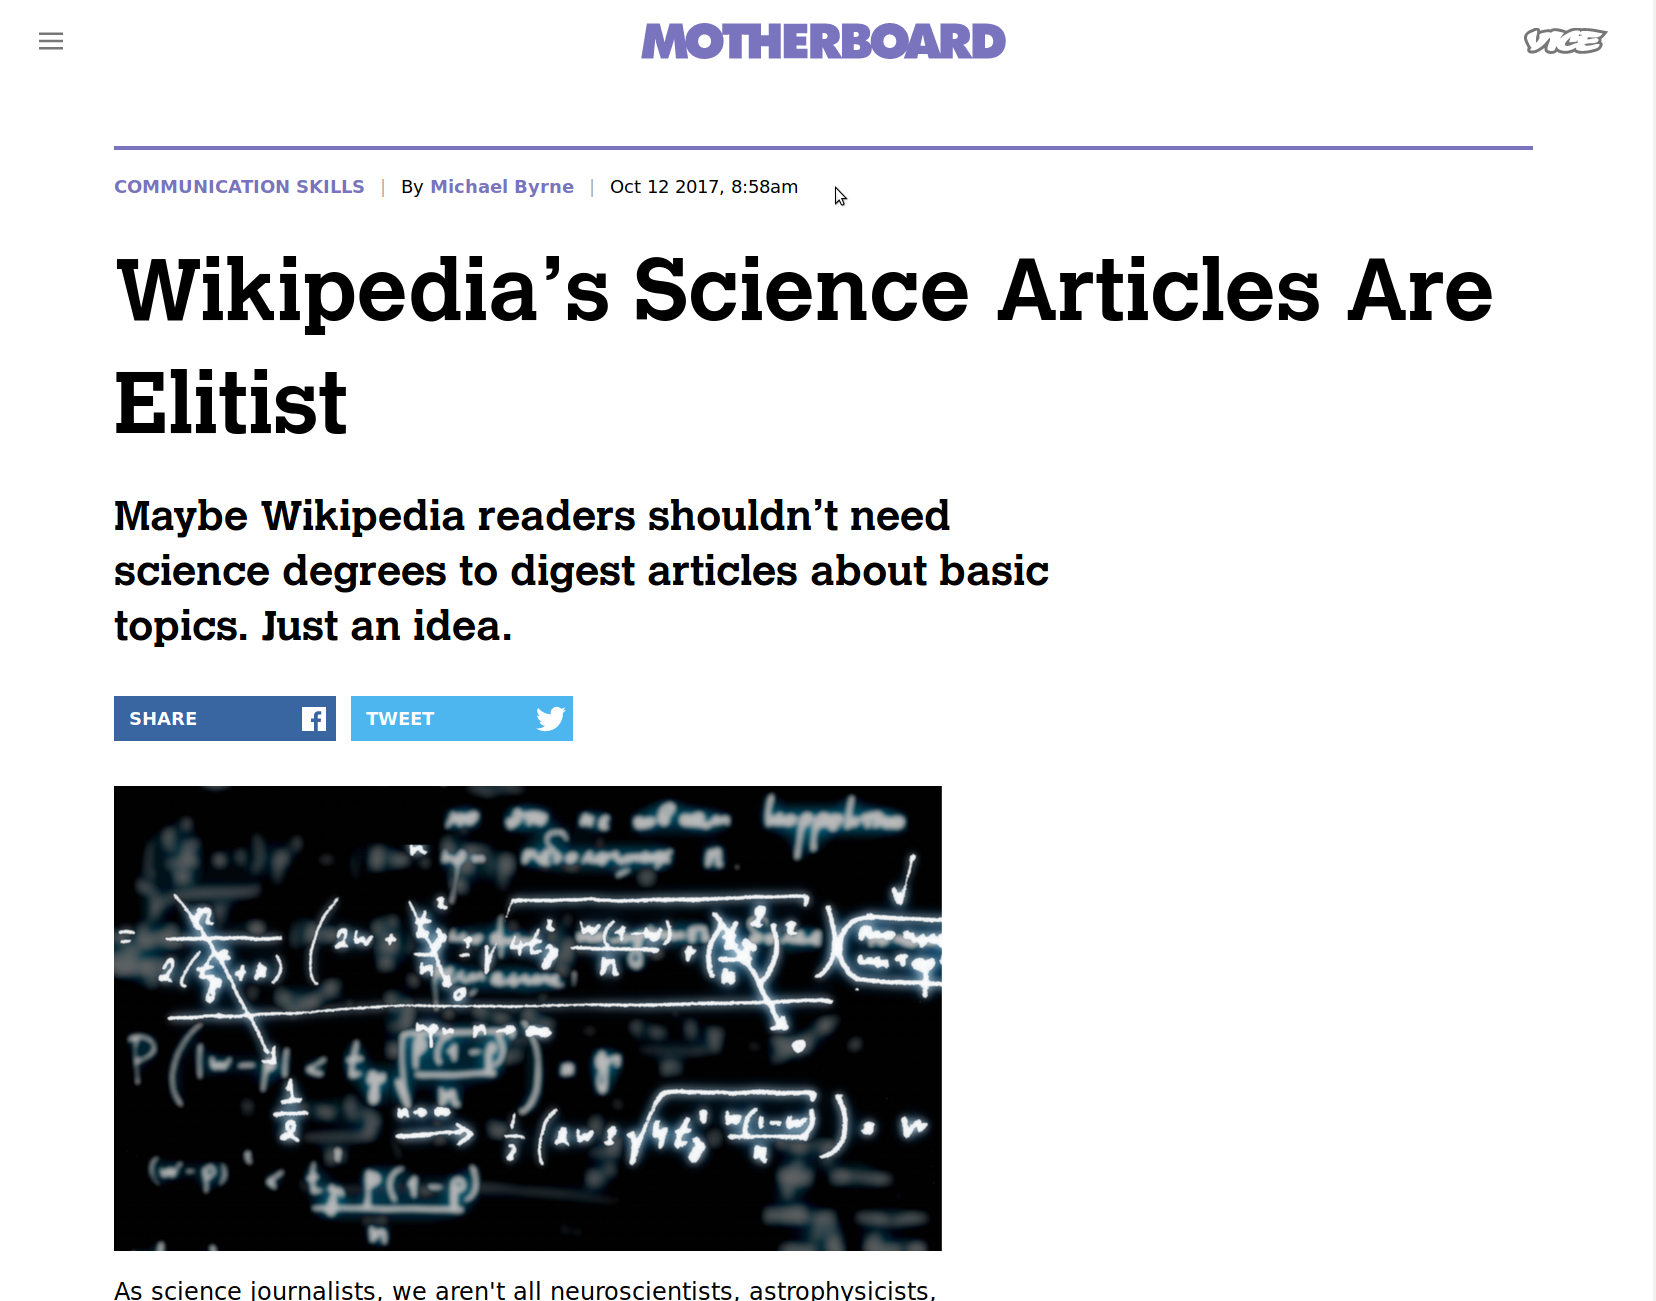 MOTHERBOARD
VICE
COMMUNICATION SKILLS | By Michael Byrne | Oct 12 2017, 8:58am
Wikipedia’s Science Articles Are
Elitist
Maybe Wikipedia readers shouldn’t need
science degrees to digest articles about basic
topics. Just an idea.
SHARE
TWEET
As science journalists, we aren't all neuroscientists, astrophysicists,